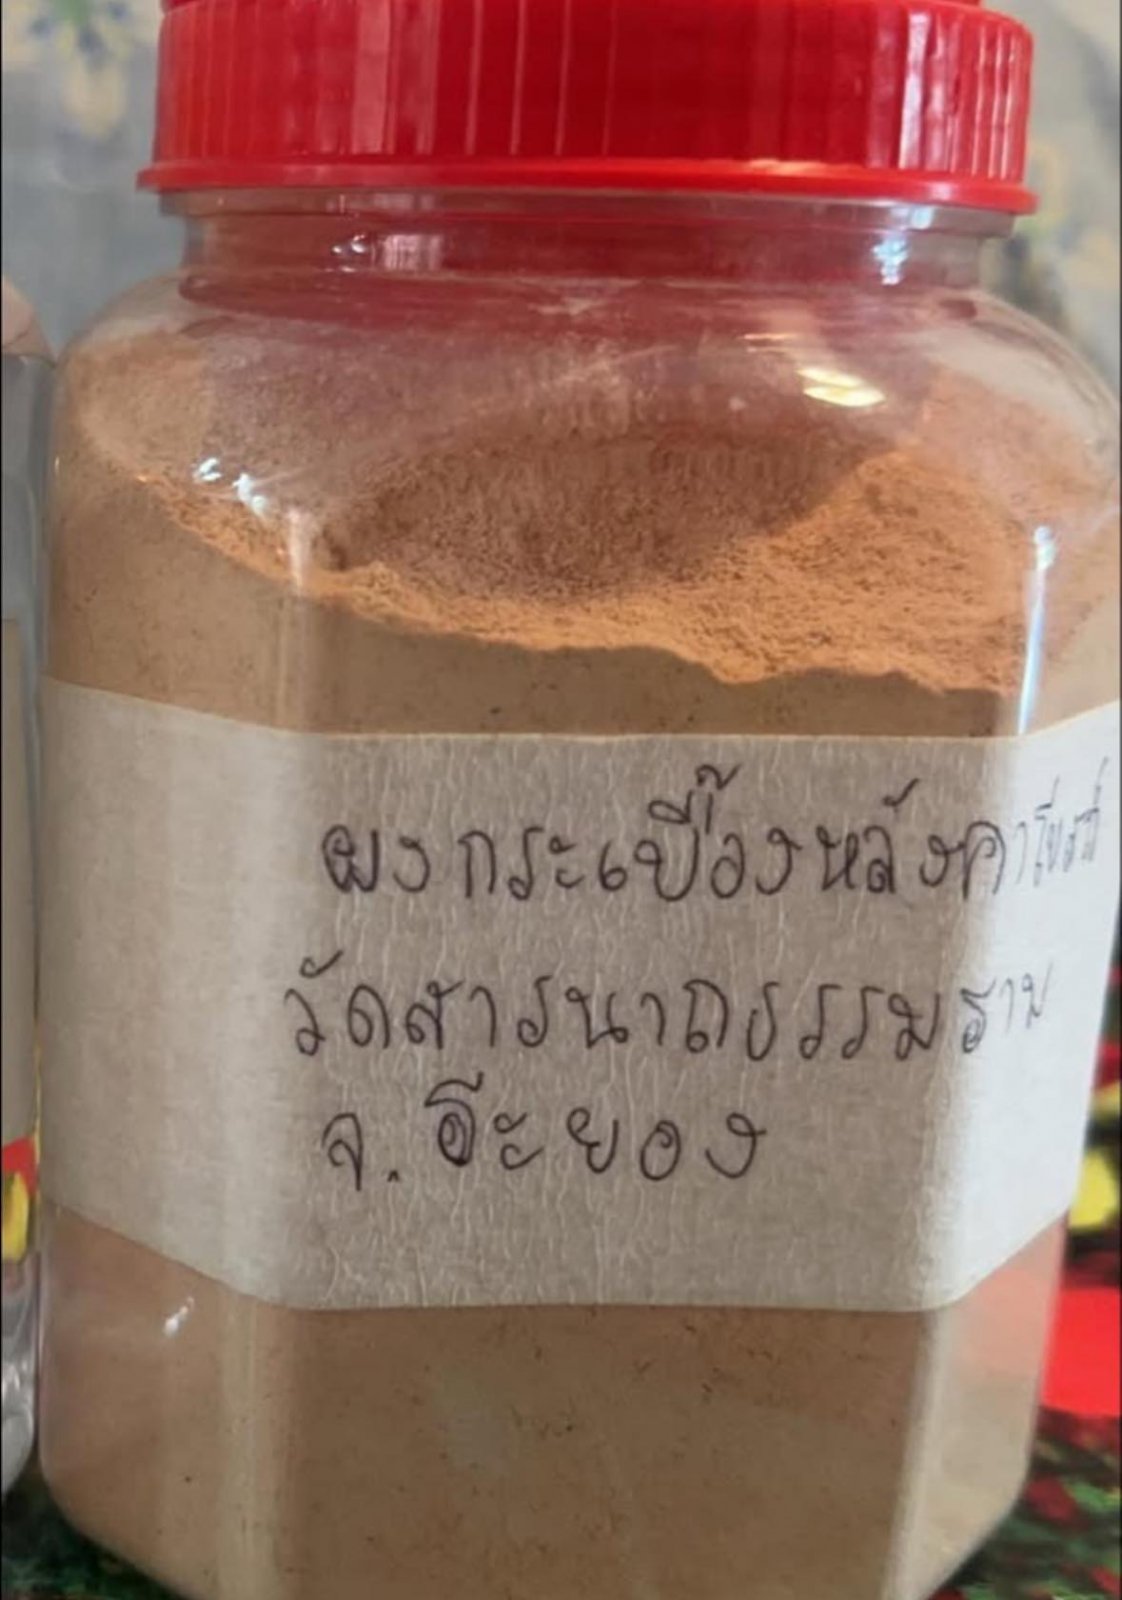 ผงกระเบื้องหลังคาโบสถ์
วัดสารนาถธรรมาราม
จ. ระยอง